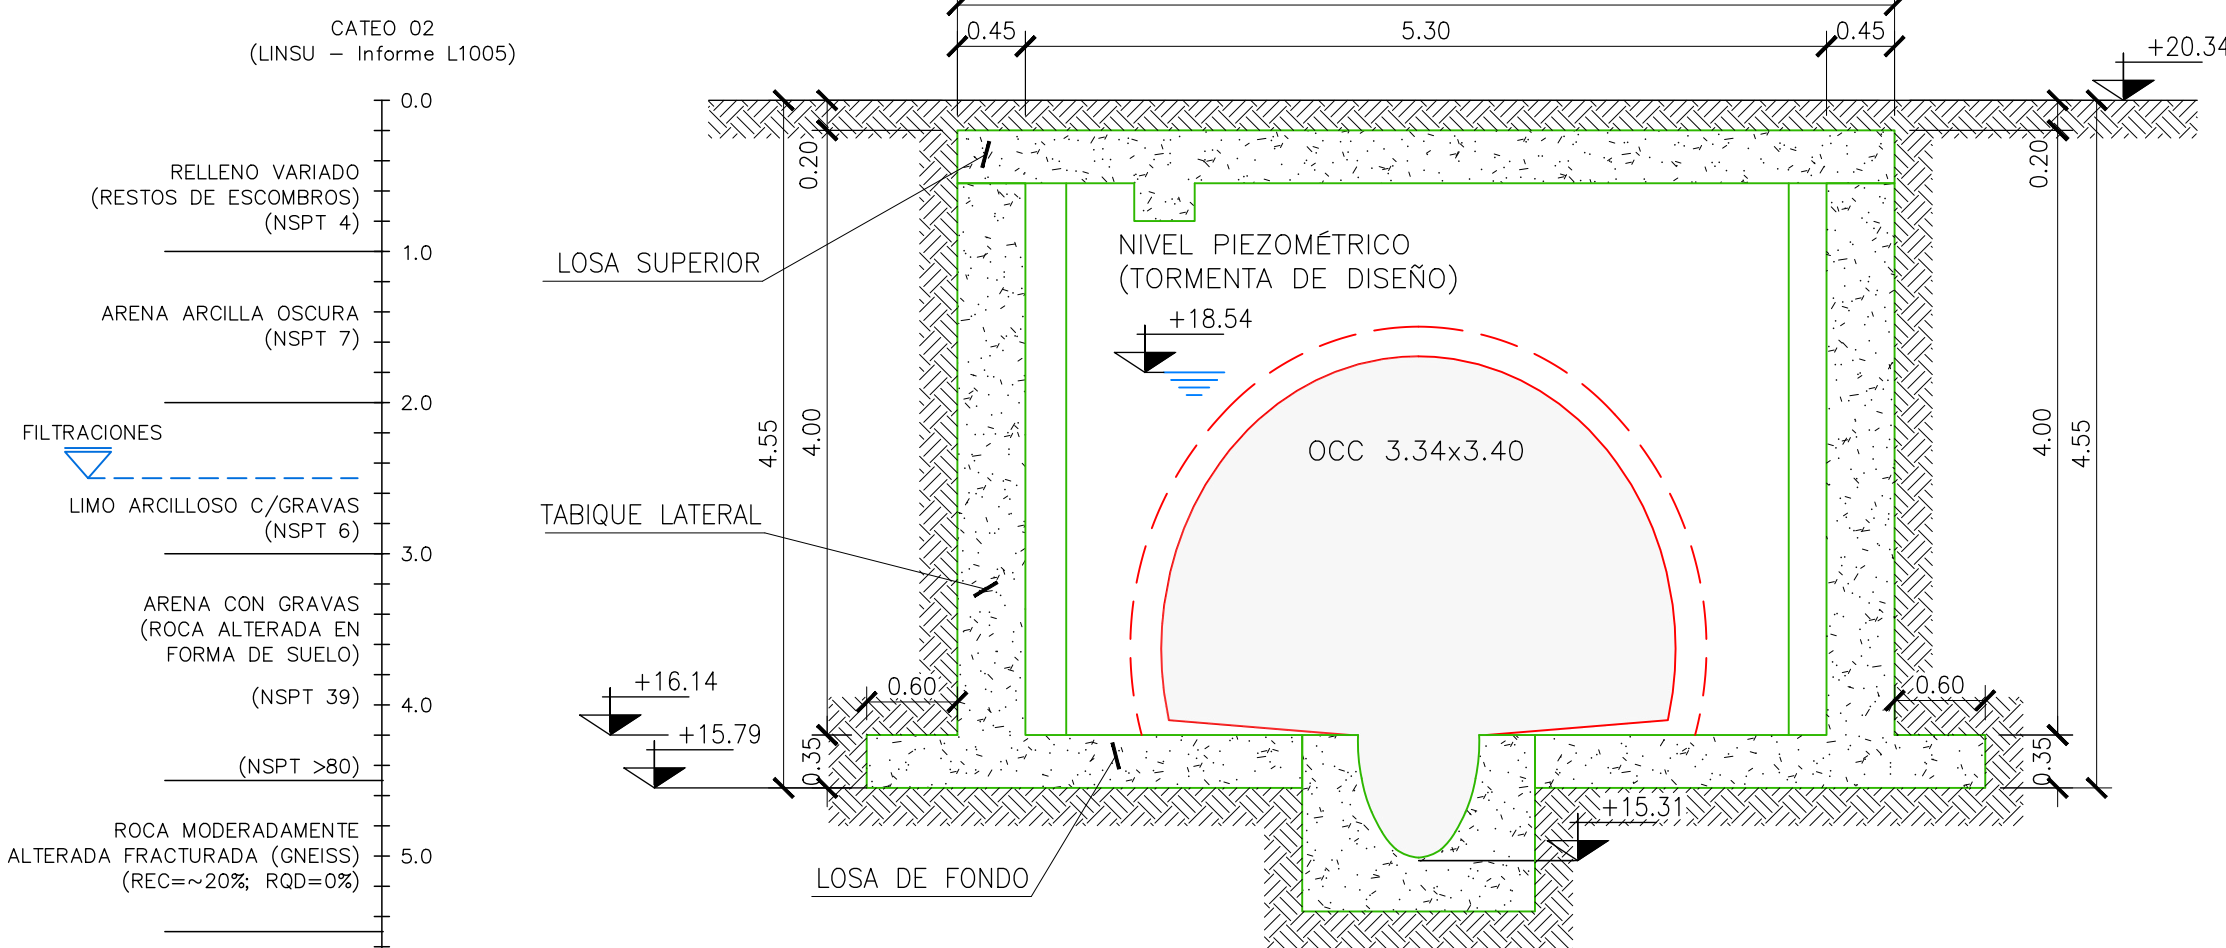 CATEO 02
(LINSU – Informe L1005)
0.0
RELLENO VARIADO
(RESTOS DE ESCOMBROS)
(NSPT 4)
1.0
ARENA ARCILLA OSCURA
(NSPT 7)
2.0
FILTRACIONES
LIMO ARCILLOSO C/GRAVAS
(NSPT 6)
3.0
ARENA CON GRAVAS
(ROCA ALTERADA EN
FORMA DE SUELO)
(NSPT 39)
4.0
(NSPT >80)
ROCA MODERADAMENTE
ALTERADA FRACTURADA (GNEISS)
(REC=~20%; RQD=0%)
5.0
0.45
5.30
0.45
+20.34
0.20
0.20
LOSA SUPERIOR
NIVEL PIEZOMÉTRICO
(TORMENTA DE DISEÑO)
+18.54
4.55
4.00
OCC 3.34x3.40
4.00
4.55
TABIQUE LATERAL
+16.14
0.60
0.60
+15.79
0.35
0.35
+15.31
LOSA DE FONDO